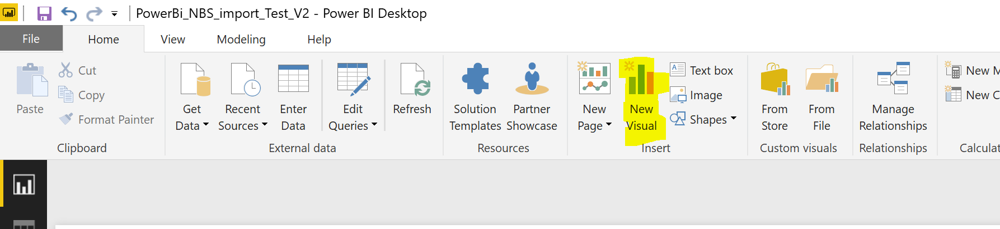 PowerBi_NBS_import_Test_V2 - Power BI Desktop
File Home View Modeling Help
Paste
Cut
Copy
Format Painter
Clipboard
Get
Data
Recent
Sources
Enter
Data
Edit
Queries
Refresh
External data
Solution
Templates
Partner
Showcase
Resources
New
Page
New
Visual
Text box
Image
Shapes
Insert
From
Store
From
File
Custom visuals
Manage
Relationships
Relationships
New M
New C
Calculat